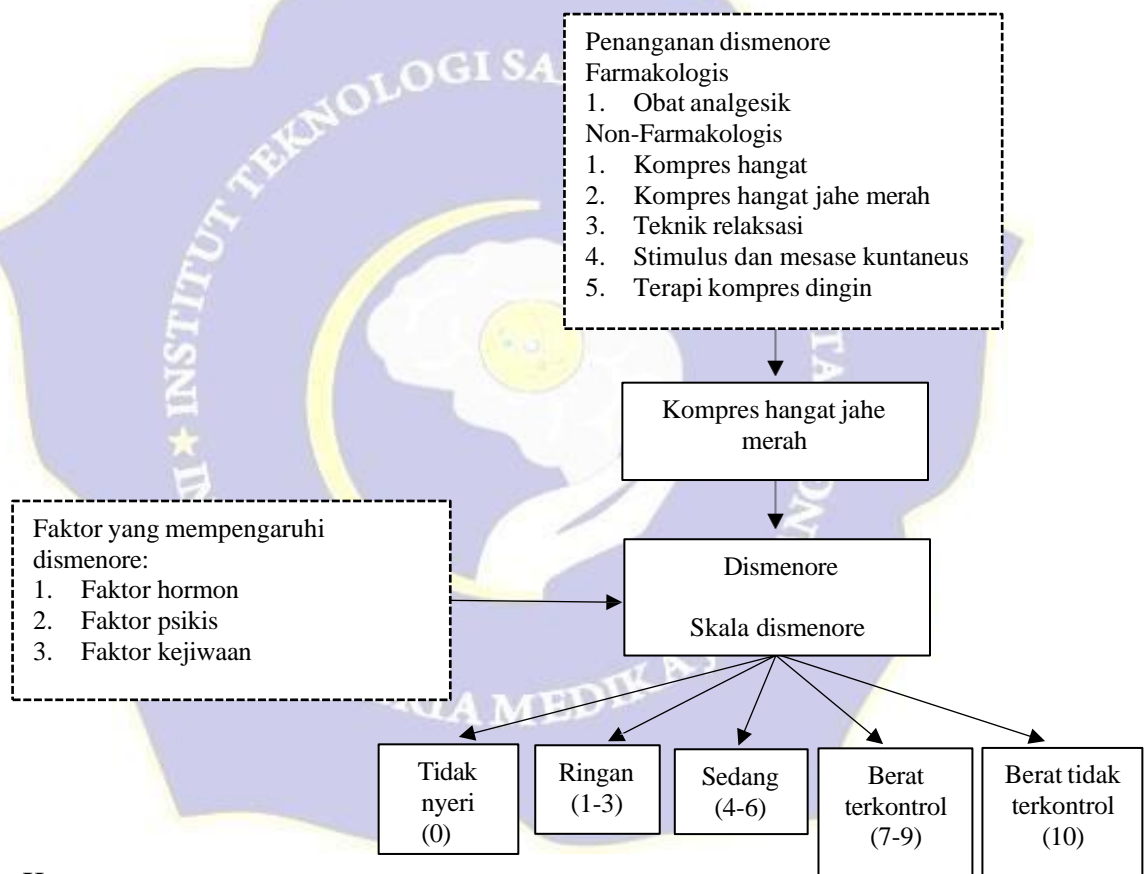 Penanganan dismenore
Farmakologis
1. Obat analgesik
Non-Farmakologis
1. Kompres hangat
2. Kompres hangat jahe merah
3. Teknik relaksasi
4. Stimulus dan mesase kuntaneus
5. Terapi kompres dingin
Kompres hangat jahe
merah
Faktor yang mempengaruhi
dismenore:
1. Faktor hormon
2. Faktor psikis
3. Faktor kejiwaan
Dismenore
Skala dismenore
Tidak
nyeri
(0)
Ringan
(1-3)
Sedang
(4-6)
Berat
terkontrol
(7-9)
Berat tidak
terkontrol
(10)
INSTITUT TEKNOLOGI
MEDIKA